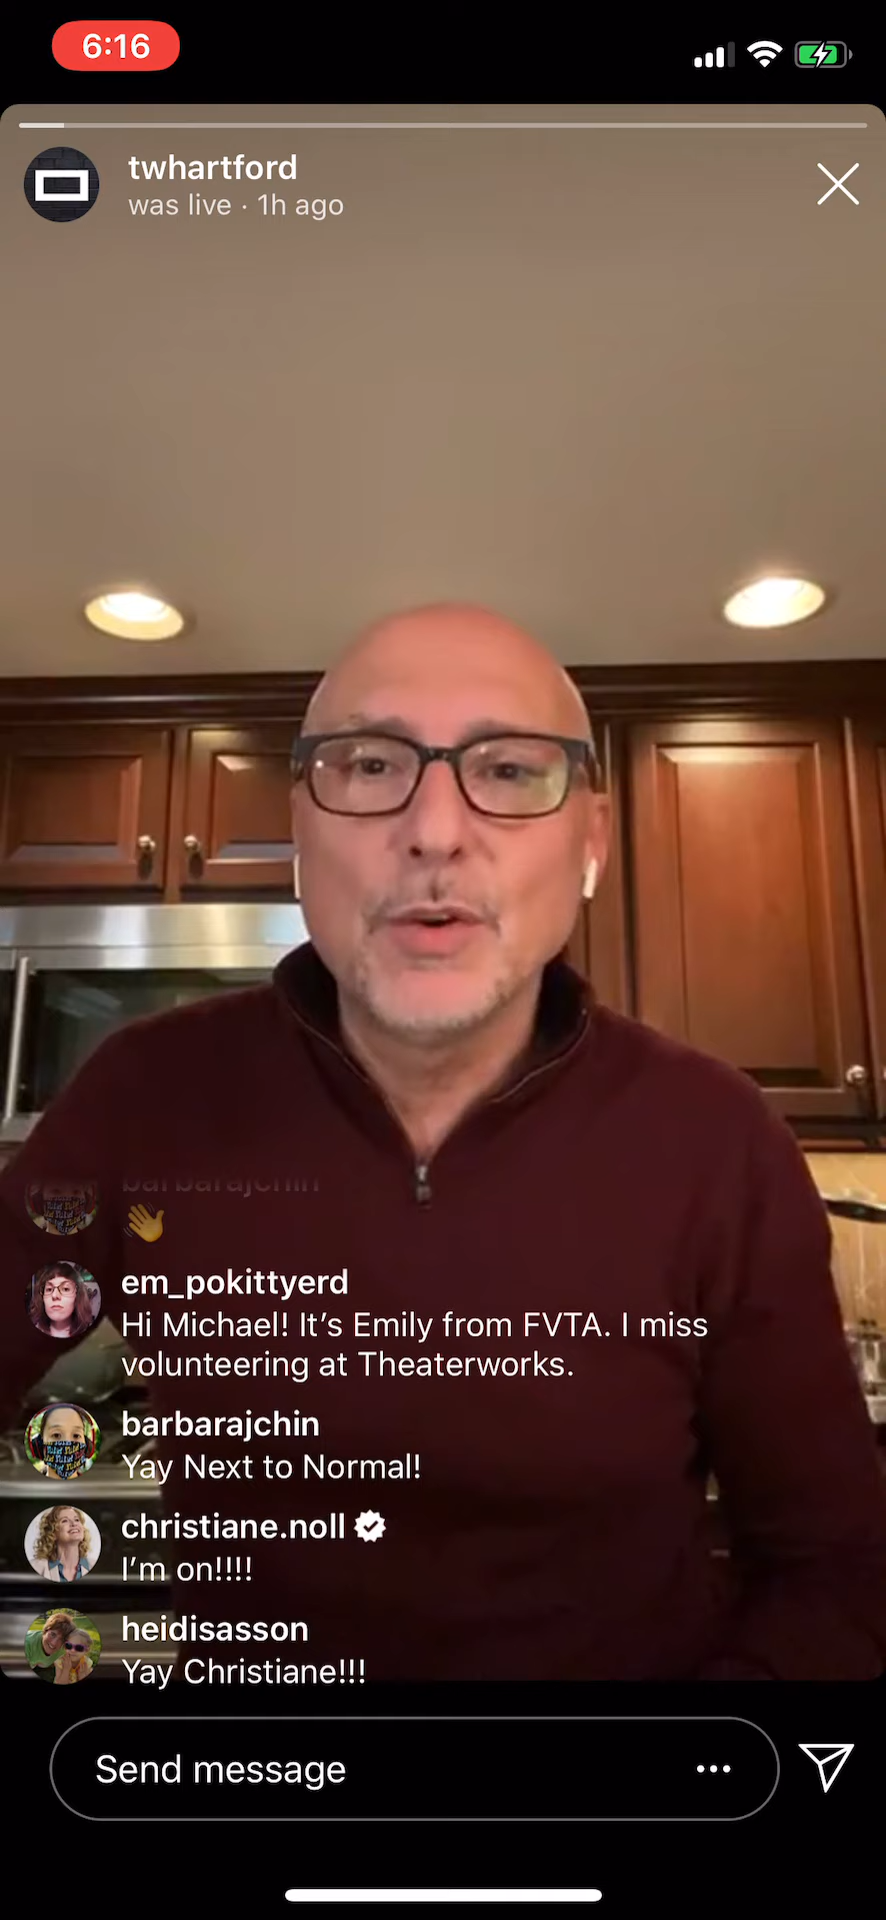 6:16
twhartford
was live · 1h ago
barbarajchin
👋
em_pokittyerd
Hi Michael! It's Emily from FVTA. I miss
volunteering at Theaterworks.
barbarajchin
Yay Next to Normal!
christiane.noll
I'm on!!!!
heidisasson
Yay Christiane!!!
Send message